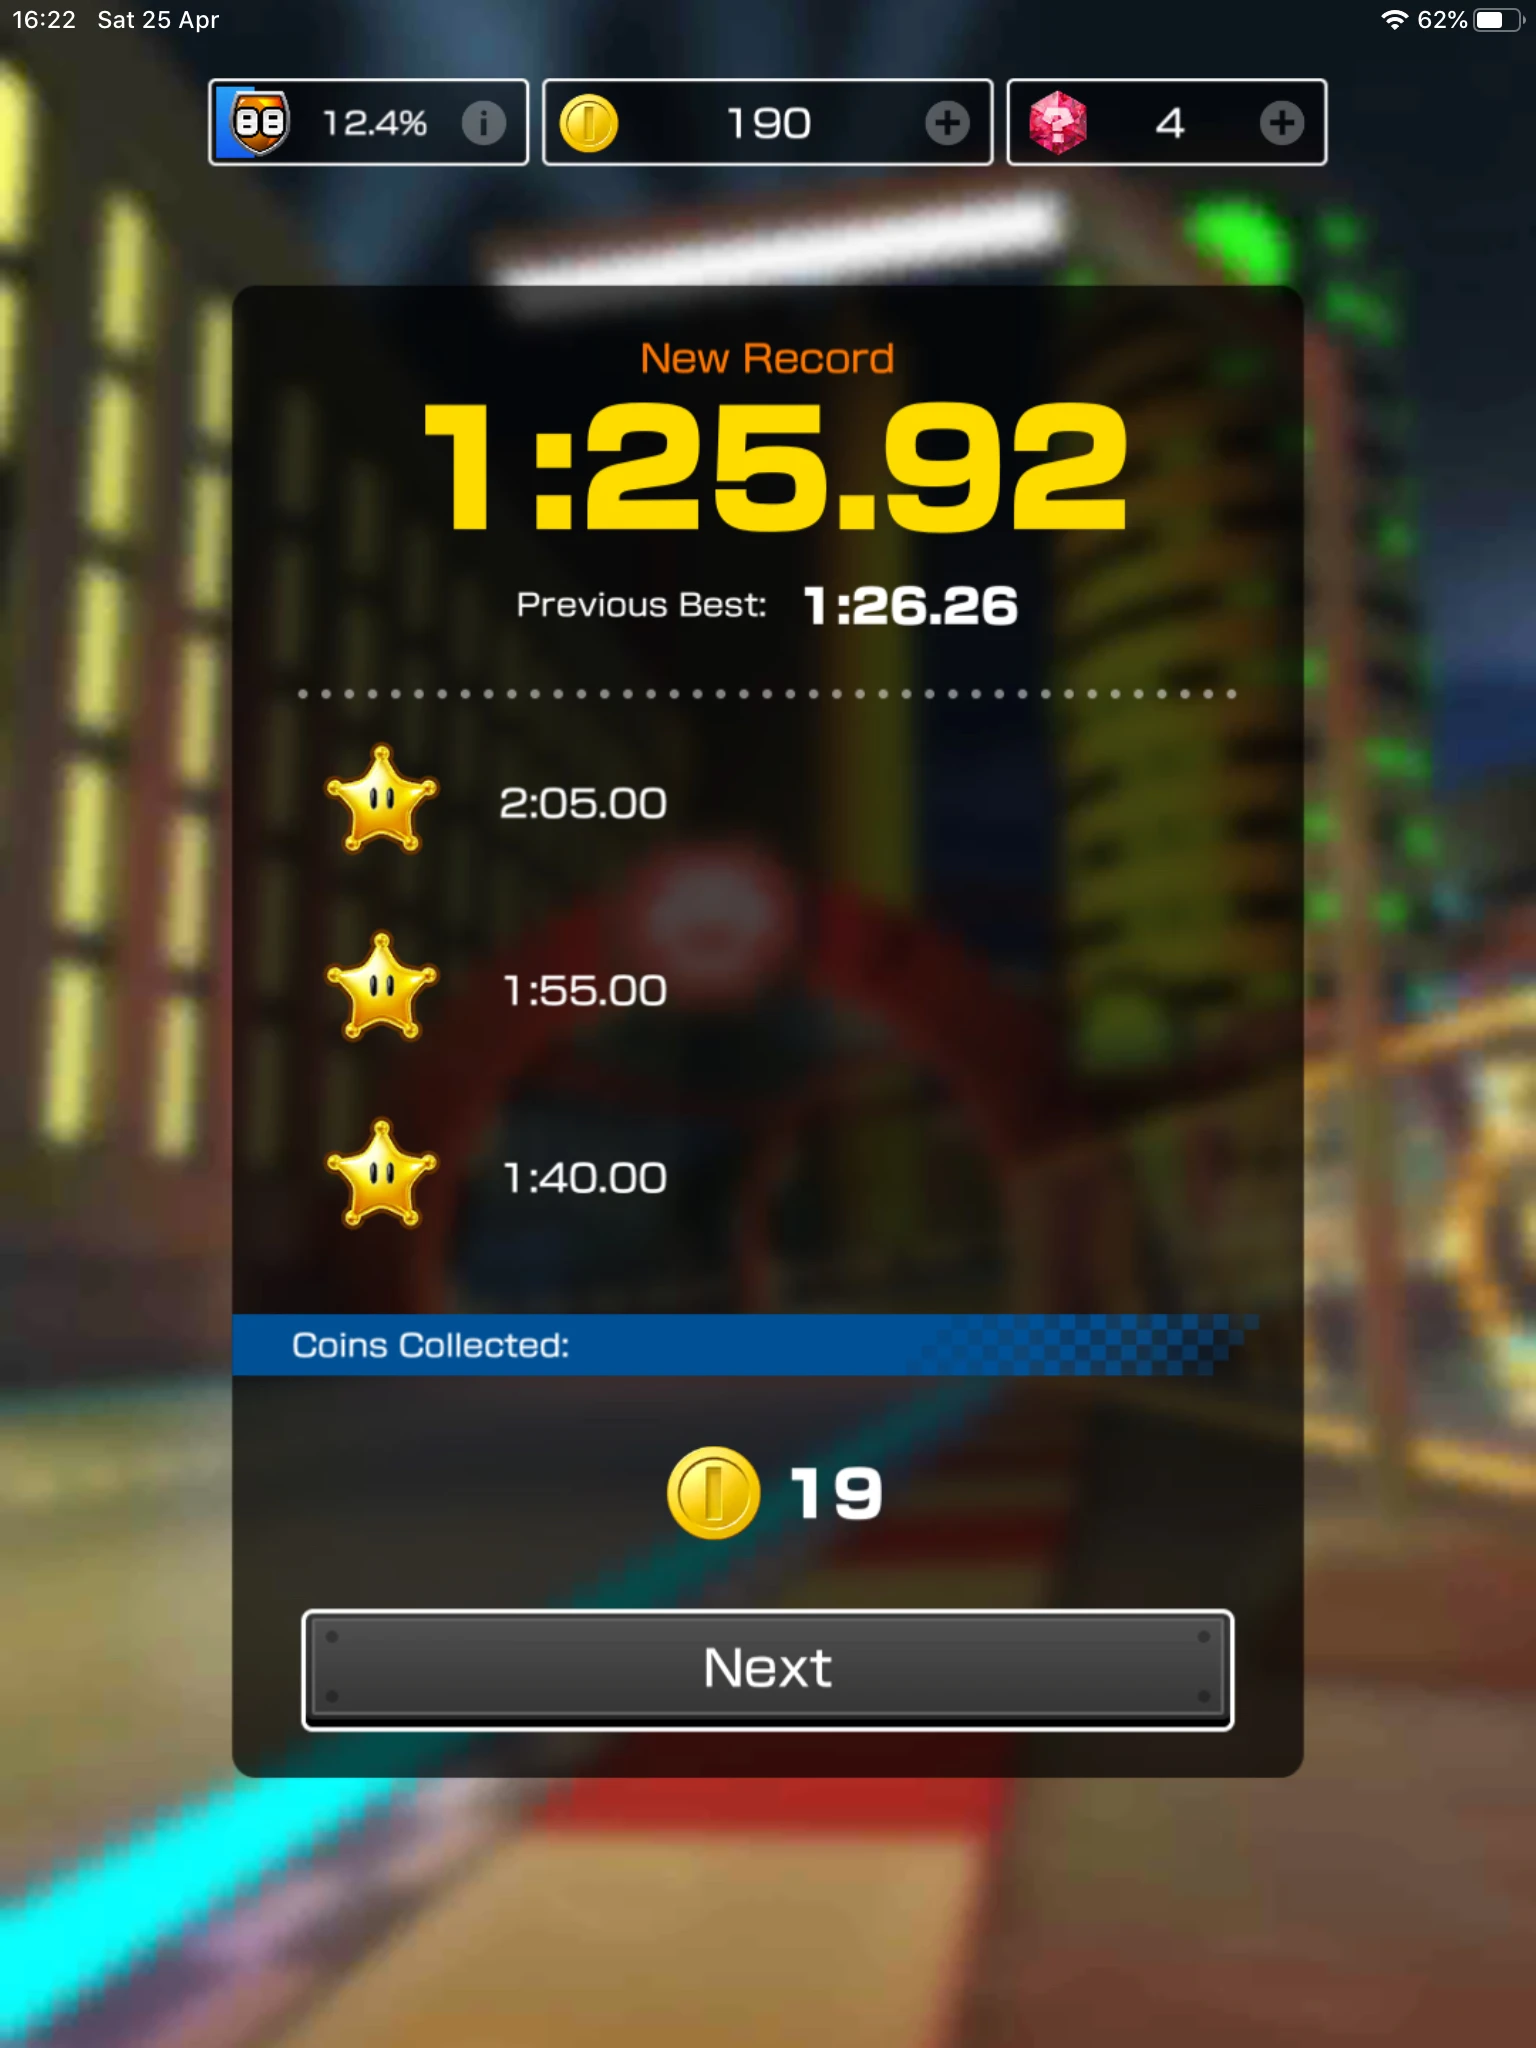 16:22 Sat 25 Apr 62%
88 12.4% i 190 + ? 4 +
New Record
1:25.92
Previous Best: 1:26.26
2:05.00
1:55.00
1:40.00
Coins Collected:
19
Next